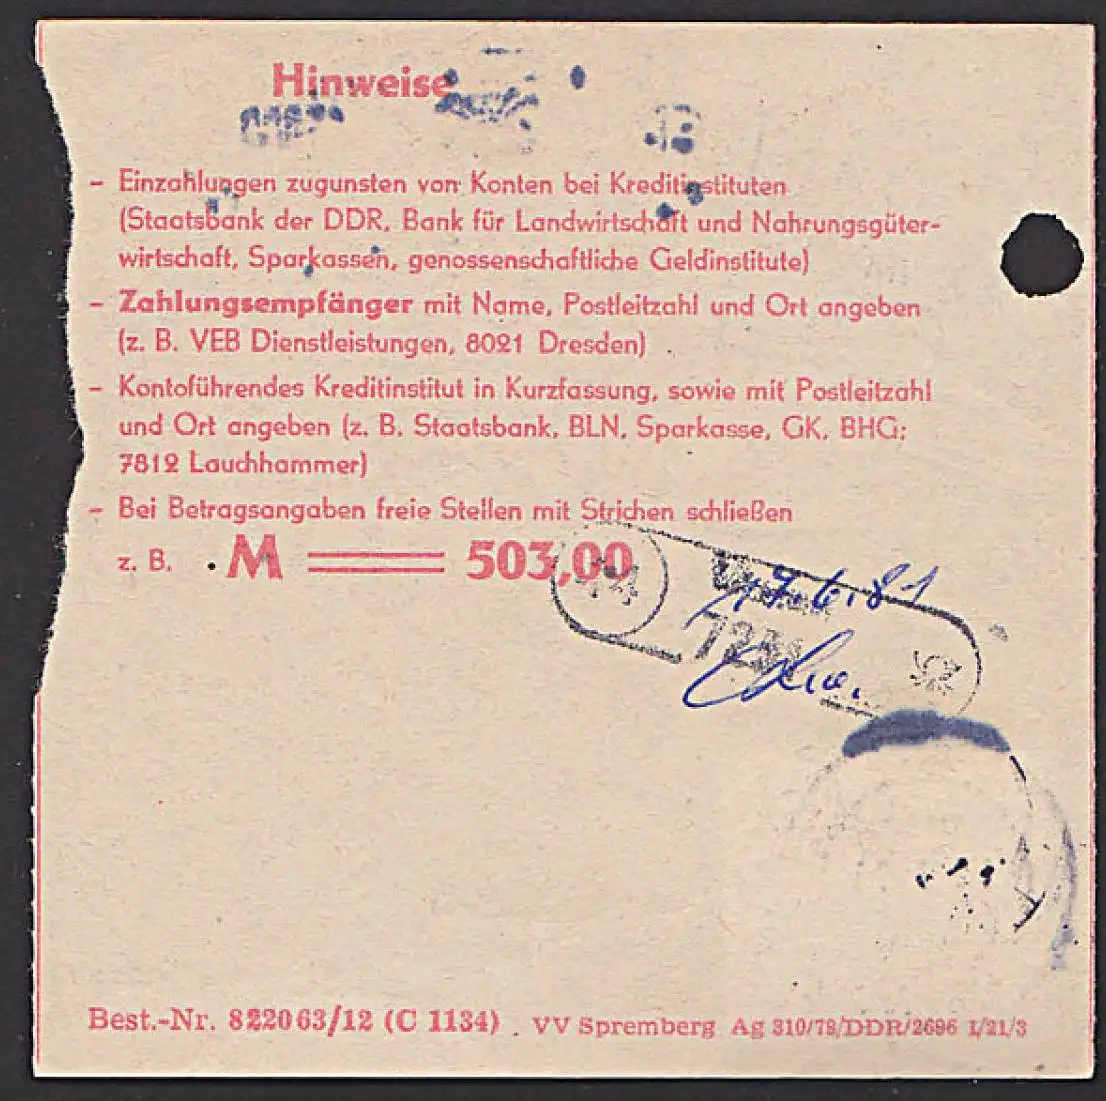 Hinweise
– Einzahlungen zugunsten von Konten bei Kreditinstituten
(Staatsbank der DDR, Bank für Landwirtschaft und Nahrungsgüter-
wirtschaft, Sparkassen, genossenschaftliche Geldinstitute)
– Zahlungsempfänger mit Name, Postleitzahl und Ort angeben
(z. B. VEB Dienstleistungen, 8021 Dresden)
– Kontoführendes Kreditinstitut in Kurzfassung, sowie mit Postleitzahl
und Ort angeben (z. B. Staatsbank, BLN, Sparkasse, GK, BHG;
7812 Lauchhammer)
– Bei Betragsangaben freie Stellen mit Strichen schließen
z. B. M ═══ 503,00
Best.-Nr. 822063/12 (C 1134) VV Spremberg Ag 310/78/DDR/2696 I/21/3